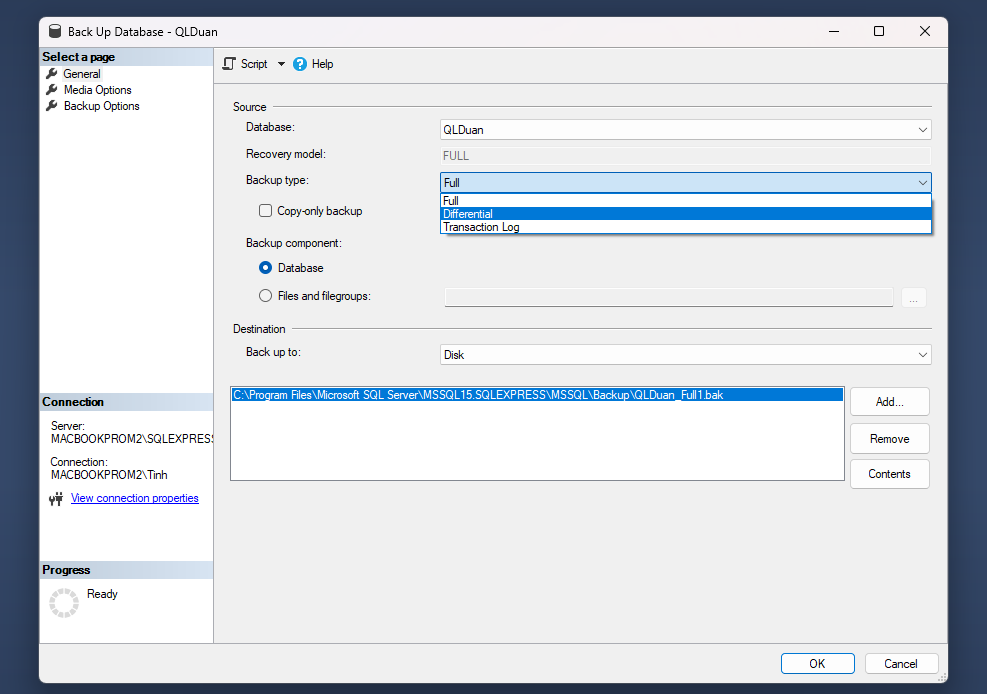 Back Up Database - QLDuan
Select a page
General
Media Options
Backup Options
Script
Help
Source
Database:
QLDuan
Recovery model:
FULL
Backup type:
Full
Full
Differential
Transaction Log
Copy-only backup
Backup component:
Database
Files and filegroups:
...
Destination
Back up to:
Disk
C:\Program Files\Microsoft SQL Server\MSSQL15.SQLEXPRESS\MSSQL\Backup\QLDuan_Full1.bak
Add...
Remove
Contents
Connection
Server:
MACBOOKPROM2\SQLEXPRESS
Connection:
MACBOOKPROM2\Tinh
View connection properties
Progress
Ready
OK
Cancel